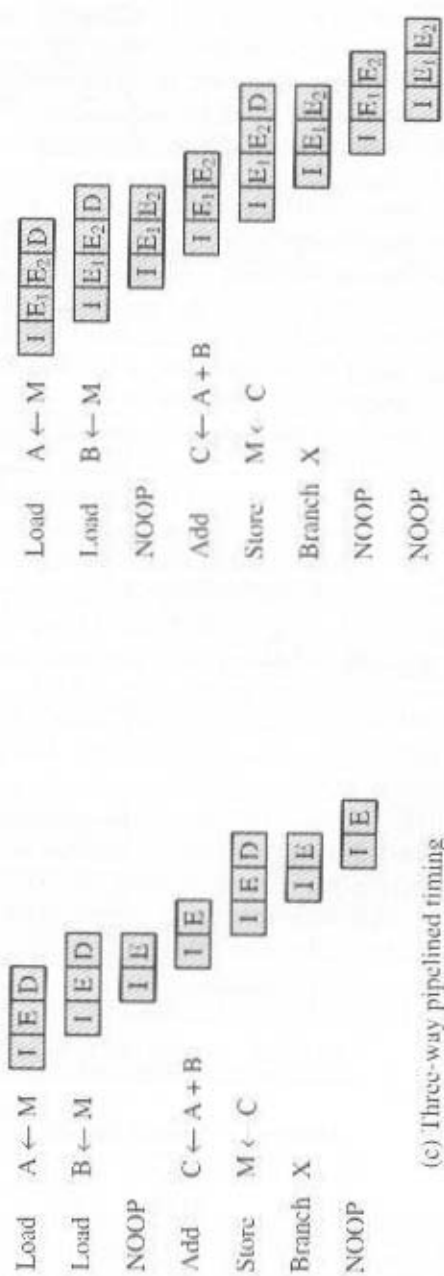 Load A ← M I E D
Load B ← M I E D
NOOP I E
Add C ← A + B I E
Store M ← C I E D
Branch X I E
NOOP I E
(c) Three-way pipelined timing
Load A ← M I E₁ E₂ D
Load B ← M I E₁ E₂ D
NOOP I E₁ E₂
Add C ← A + B I E₁ E₂
Store M ← C I E₁ E₂ D
Branch X I E₁ E₂
NOOP I E₁ E₂
NOOP I E₁ E₂